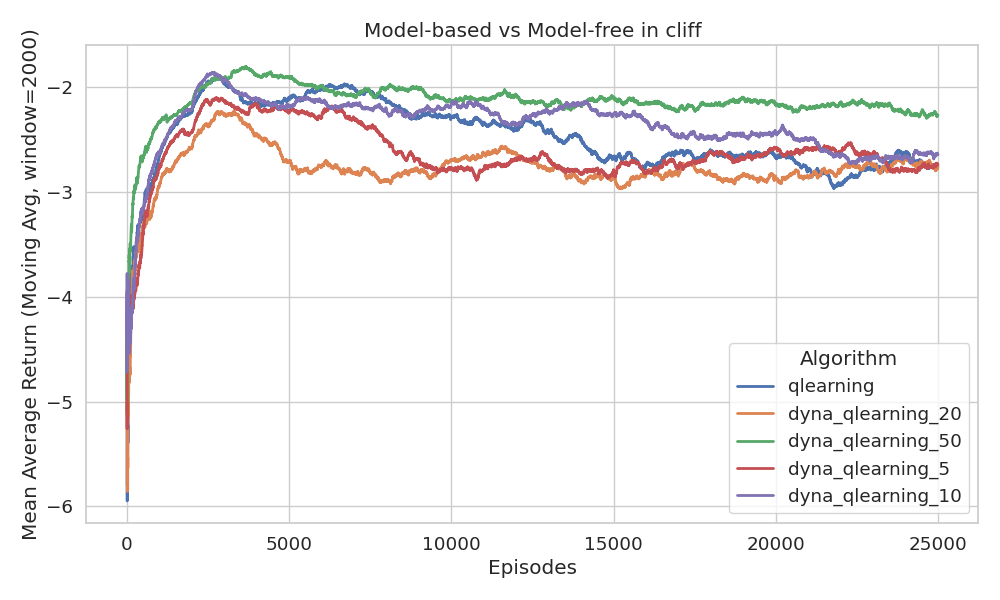 Model-based vs Model-free in cliff
Mean Average Return (Moving Avg, window=2000)
−2
−3
−4
−5
−6
0
5000
10000
15000
20000
25000
Episodes
Algorithm
qlearning
dyna_qlearning_20
dyna_qlearning_50
dyna_qlearning_5
dyna_qlearning_10